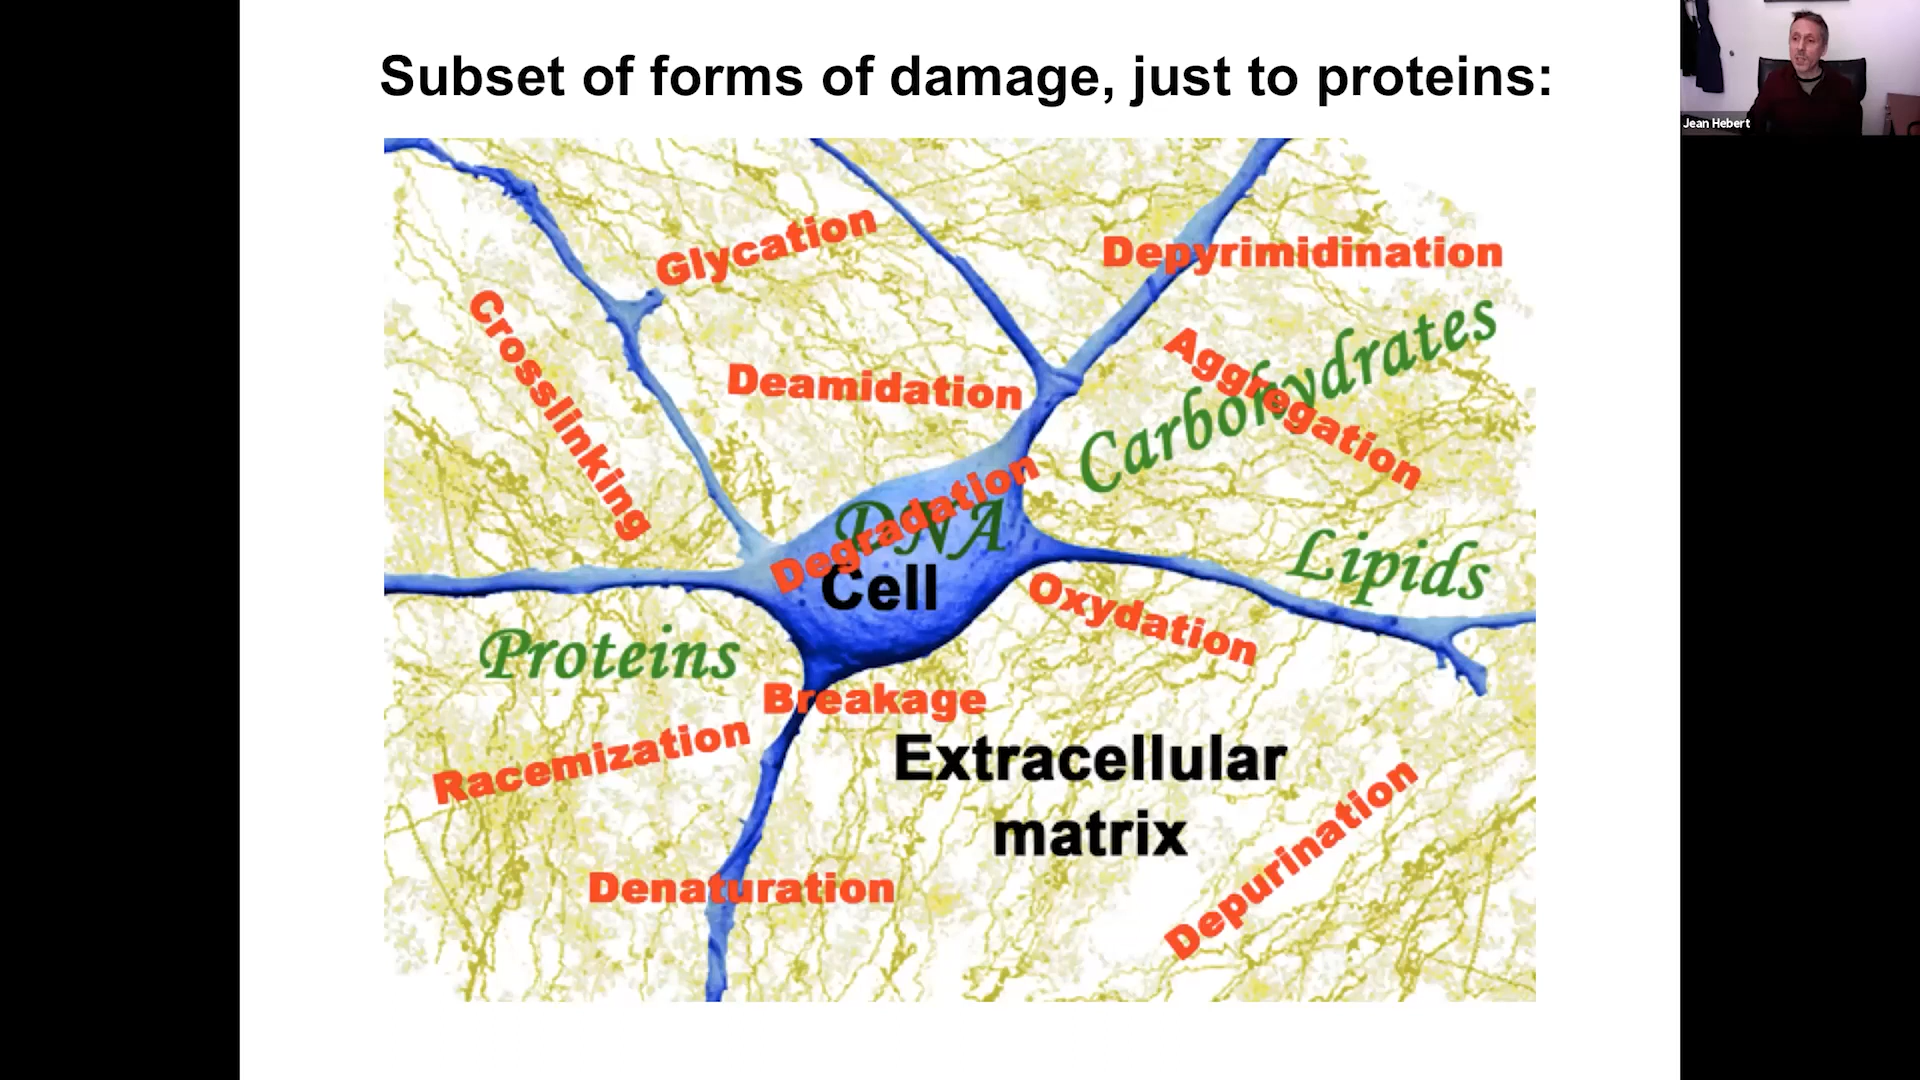 Subset of forms of damage, just to proteins:
Jean Hebert
Glycation
Depyrimidination
Crosslinking
Deamidation
Aggregation
Carbohydrates
Degradation
DNA
Cell
Lipids
Oxydation
Proteins
Breakage
Racemization
Extracellular
matrix
Depurination
Denaturation